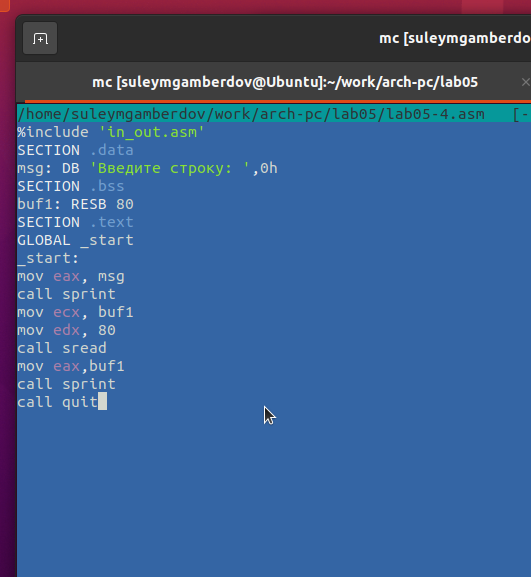 mc [suleymgamberdo
mc [suleymgamberdov@Ubuntu]:~/work/arch-pc/lab05
/home/suleymgamberdov/work/arch-pc/lab05/lab05-4.asm   [-
%include 'in_out.asm'
SECTION .data
msg: DB 'Введите строку: ',0h
SECTION .bss
buf1: RESB 80
SECTION .text
GLOBAL _start
_start:
mov eax, msg
call sprint
mov ecx, buf1
mov edx, 80
call sread
mov eax,buf1
call sprint
call quit